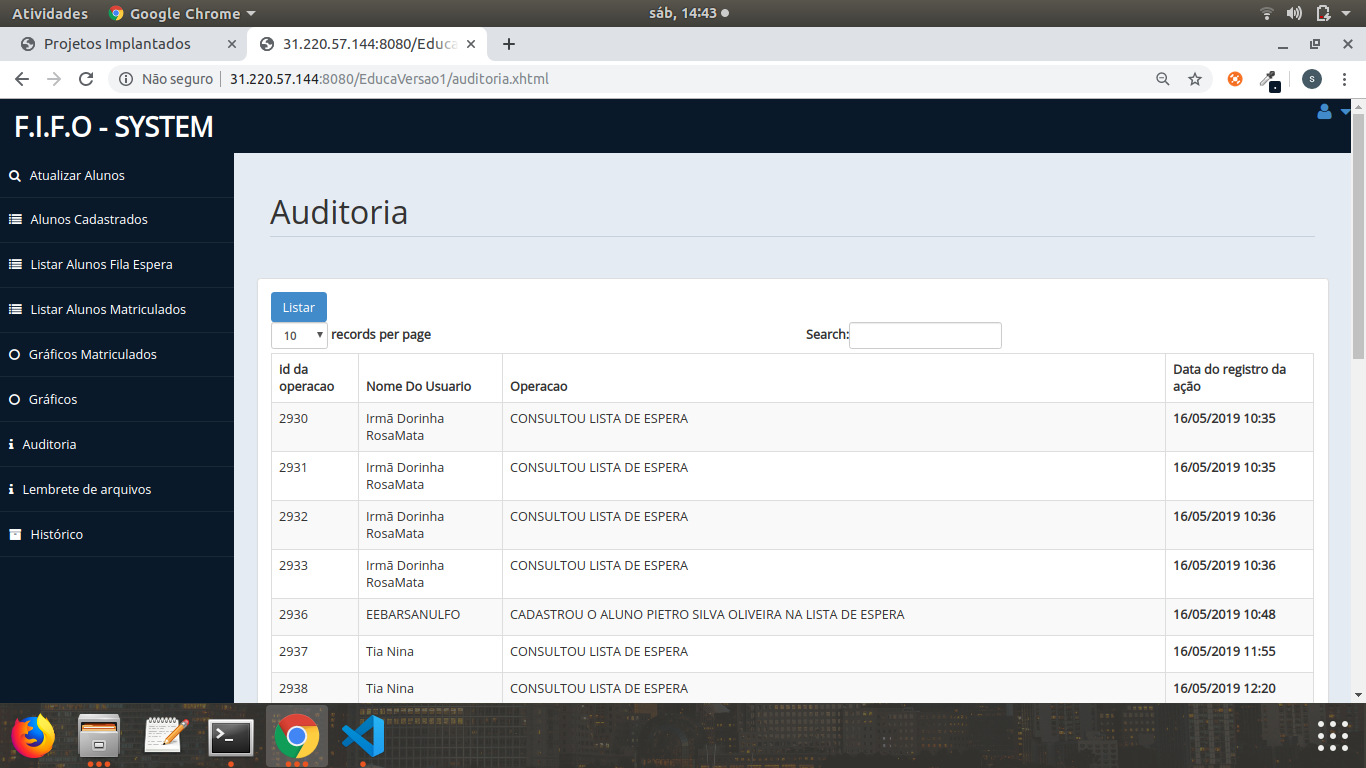 Atividades
Google Chrome
sáb, 14:43
Projetos Implantados
31.220.57.144:8080/Educa
Não seguro
31.220.57.144:8080/EducaVersao1/auditoria.xhtml
S
F.I.F.O - SYSTEM
Atualizar Alunos
Alunos Cadastrados
Listar Alunos Fila Espera
Listar Alunos Matriculados
Gráficos Matriculados
Gráficos
Auditoria
Lembrete de arquivos
Histórico
Auditoria
Listar
10 records per page
Search:
Id da operacao
Nome Do Usuario
Operacao
Data do registro da ação
2930 Irmã Dorinha RosaMata CONSULTOU LISTA DE ESPERA 16/05/2019 10:35
2931 Irmã Dorinha RosaMata CONSULTOU LISTA DE ESPERA 16/05/2019 10:35
2932 Irmã Dorinha RosaMata CONSULTOU LISTA DE ESPERA 16/05/2019 10:36
2933 Irmã Dorinha RosaMata CONSULTOU LISTA DE ESPERA 16/05/2019 10:36
2936 EEBARSANULFO CADASTROU O ALUNO PIETRO SILVA OLIVEIRA NA LISTA DE ESPERA 16/05/2019 10:48
2937 Tia Nina CONSULTOU LISTA DE ESPERA 16/05/2019 11:55
2938 Tia Nina CONSULTOU LISTA DE ESPERA 16/05/2019 12:20